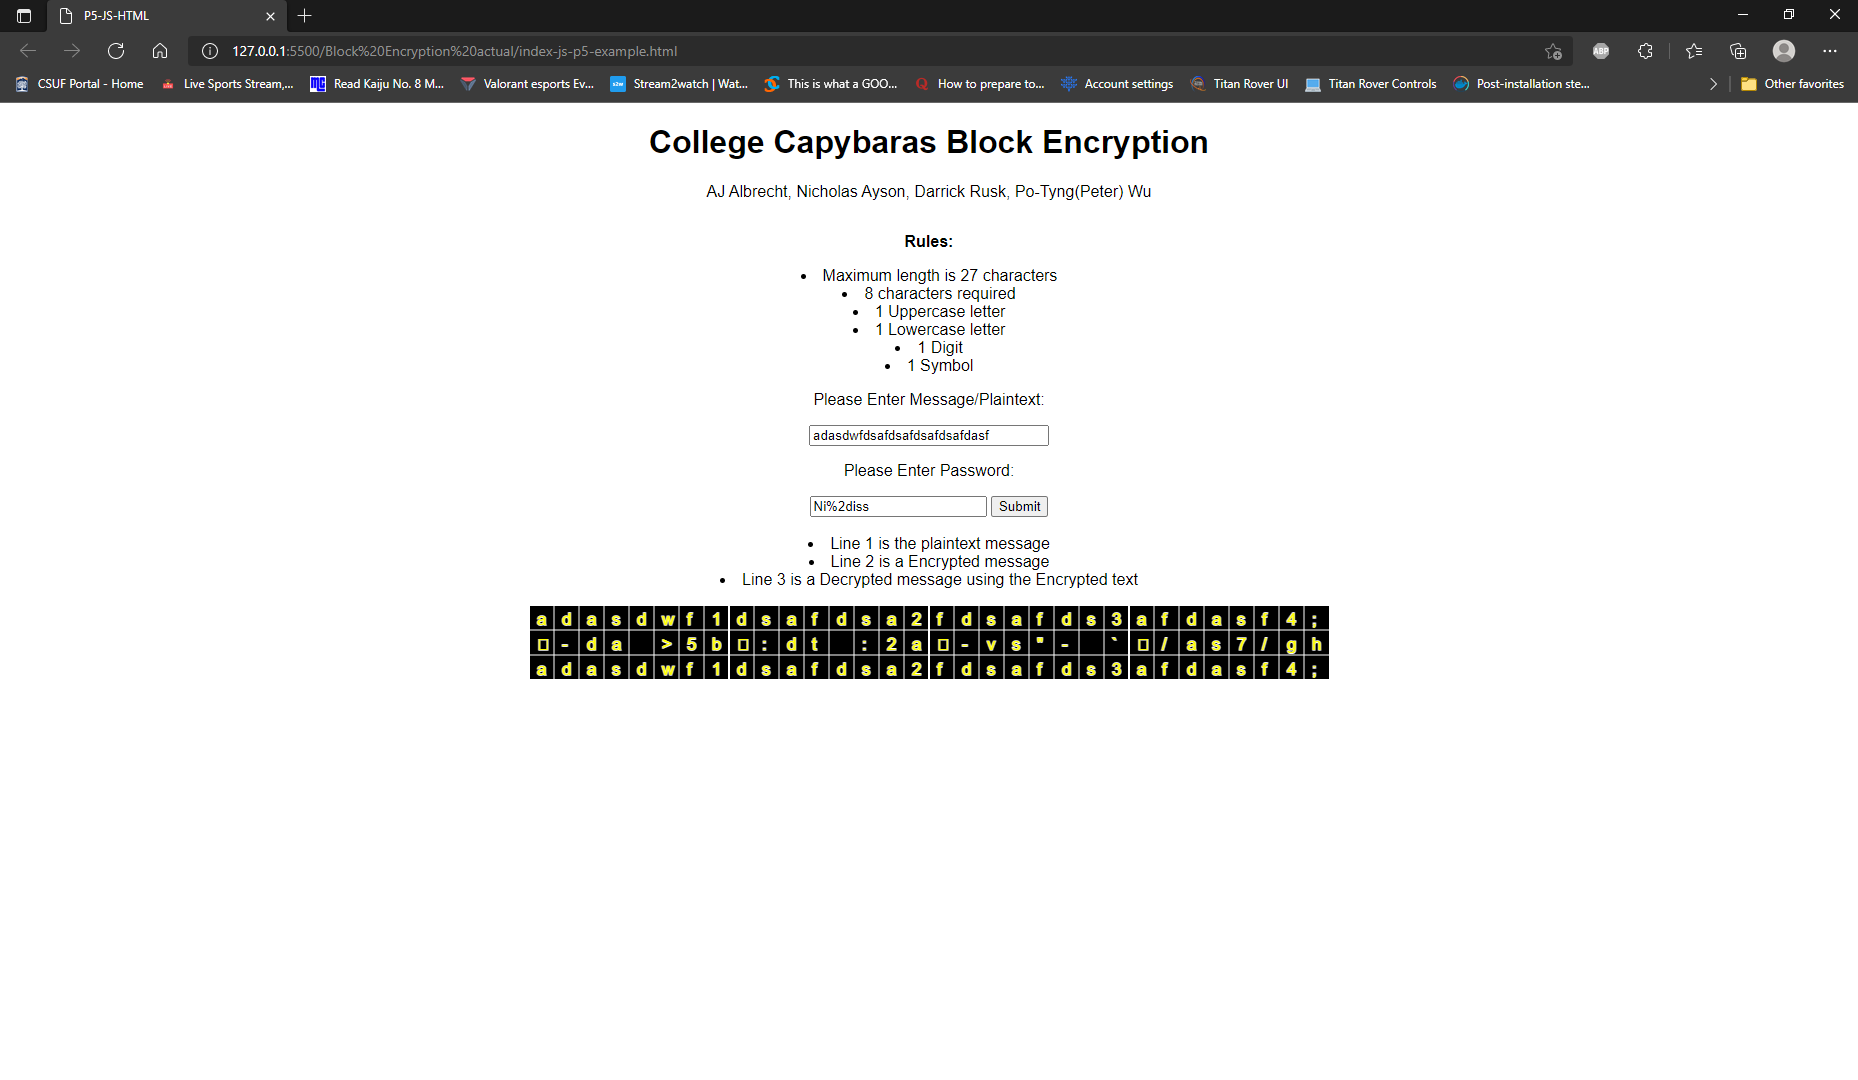 P5-JS-HTML
127.0.0.1:5500/Block%20Encryption%20actual/index-js-p5-example.html
ABP
CSUF Portal - Home Live Sports Stream,... Read Kaiju No. 8 M... Valorant esports Ev... Stream2watch | Wat... This is what a GOO... How to prepare to... Account settings Titan Rover UI Titan Rover Controls Post-installation ste... Other favorites
College Capybaras Block Encryption
AJ Albrecht, Nicholas Ayson, Darrick Rusk, Po-Tyng(Peter) Wu
Rules:
• Maximum length is 27 characters
• 8 characters required
• 1 Uppercase letter
• 1 Lowercase letter
• 1 Digit
• 1 Symbol
Please Enter Message/Plaintext:
adasdwfdsafdsafdsafdsafdasf
Please Enter Password:
Ni%2diss Submit
• Line 1 is the plaintext message
• Line 2 is a Encrypted message
• Line 3 is a Decrypted message using the Encrypted text
a d a s d w f 1 d s a f d s a 2 f d s a f d s 3 a f d a s f 4 ;
□ - d a > 5 b □ : d t : 2 a □ - v s " - ` □ / a s 7 / g h
a d a s d w f 1 d s a f d s a 2 f d s a f d s 3 a f d a s f 4 ;